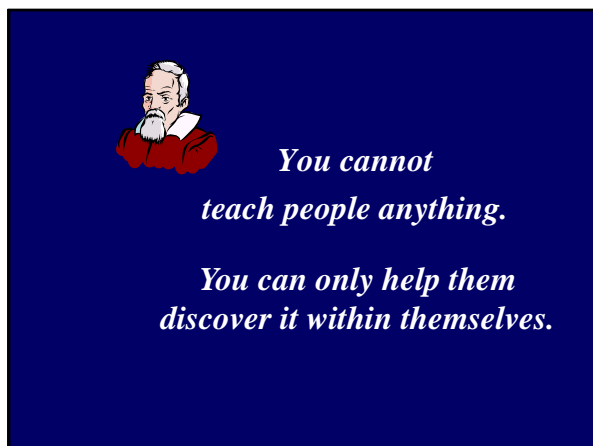 You cannot
teach people anything.
You can only help them
discover it within themselves.